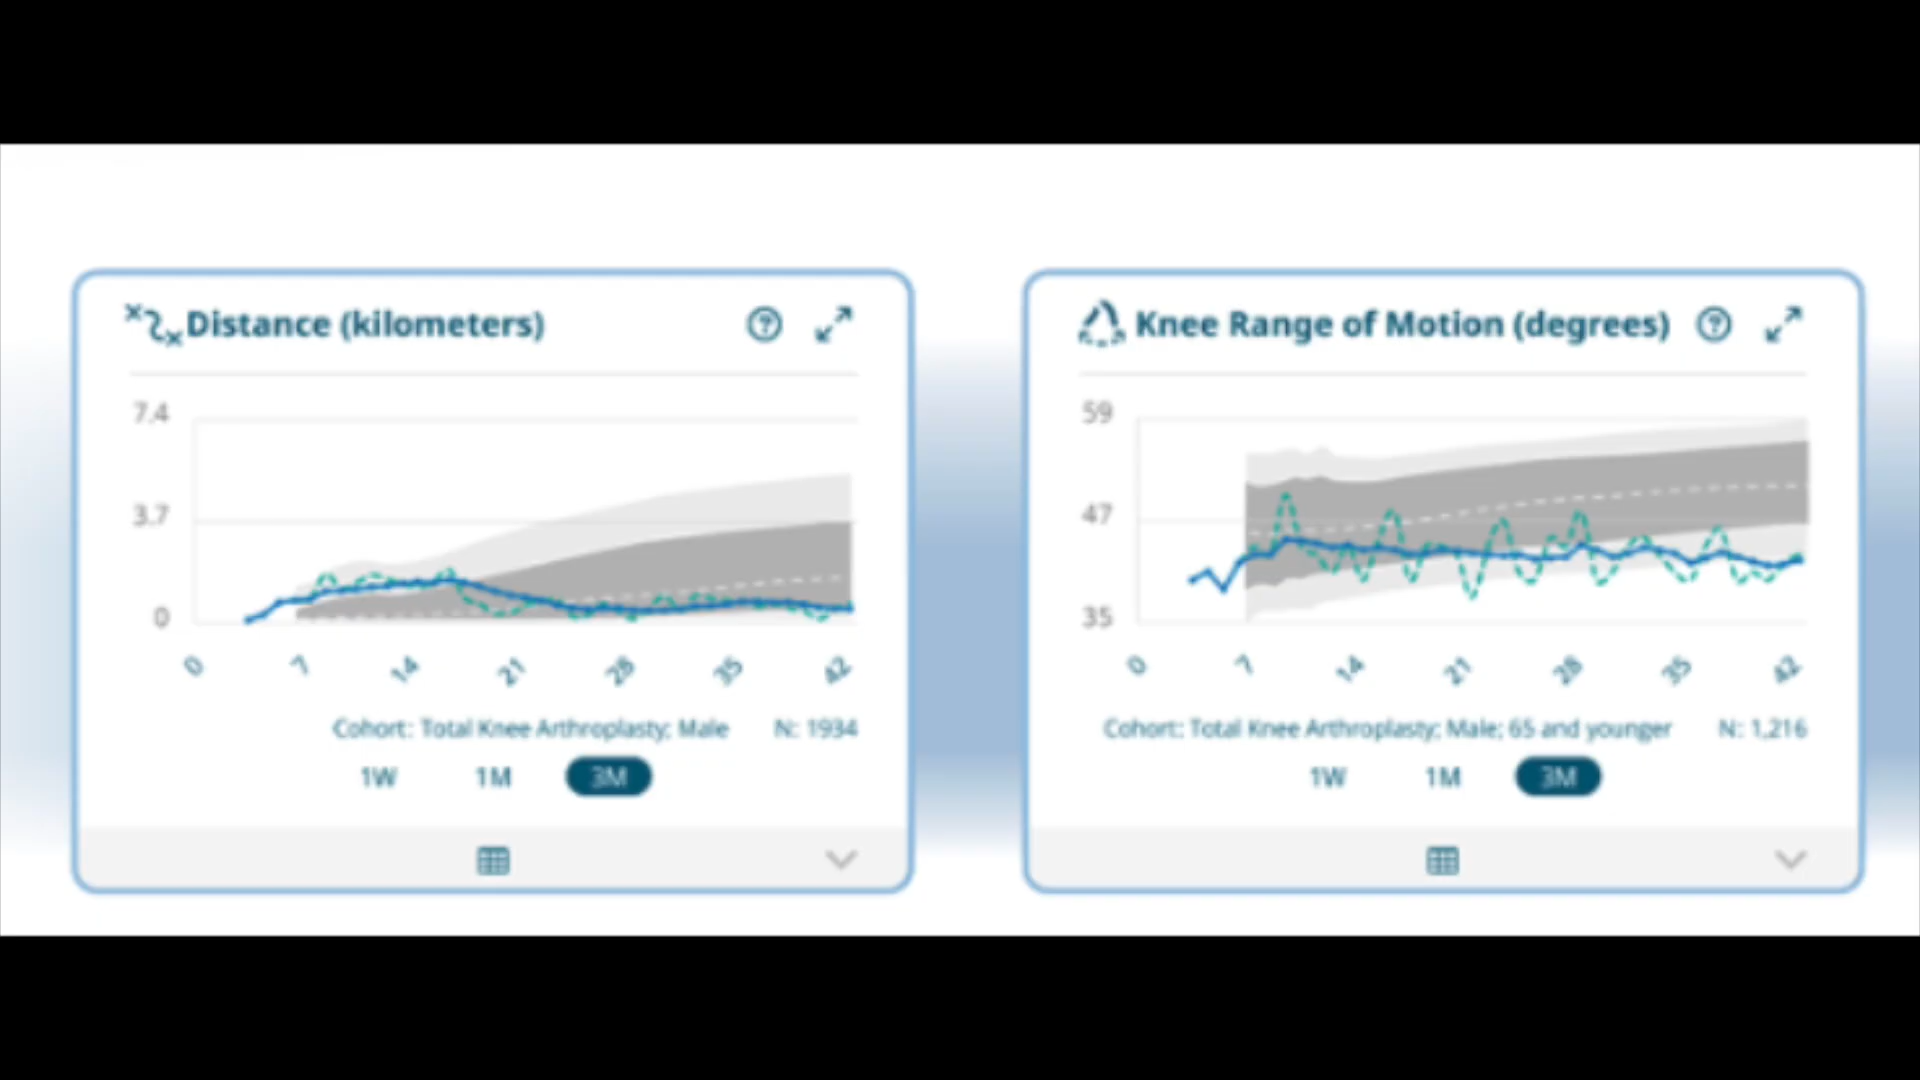 Distance (kilometers)
7.4
3.7
0
0 7 14 21 28 35 42
Cohort: Total Knee Arthroplasty; Male N: 1934
1W 1M 3M
Knee Range of Motion (degrees)
59
47
35
0 7 14 21 28 35 42
Cohort: Total Knee Arthroplasty; Male; 65 and younger N: 1,216
1W 1M 3M